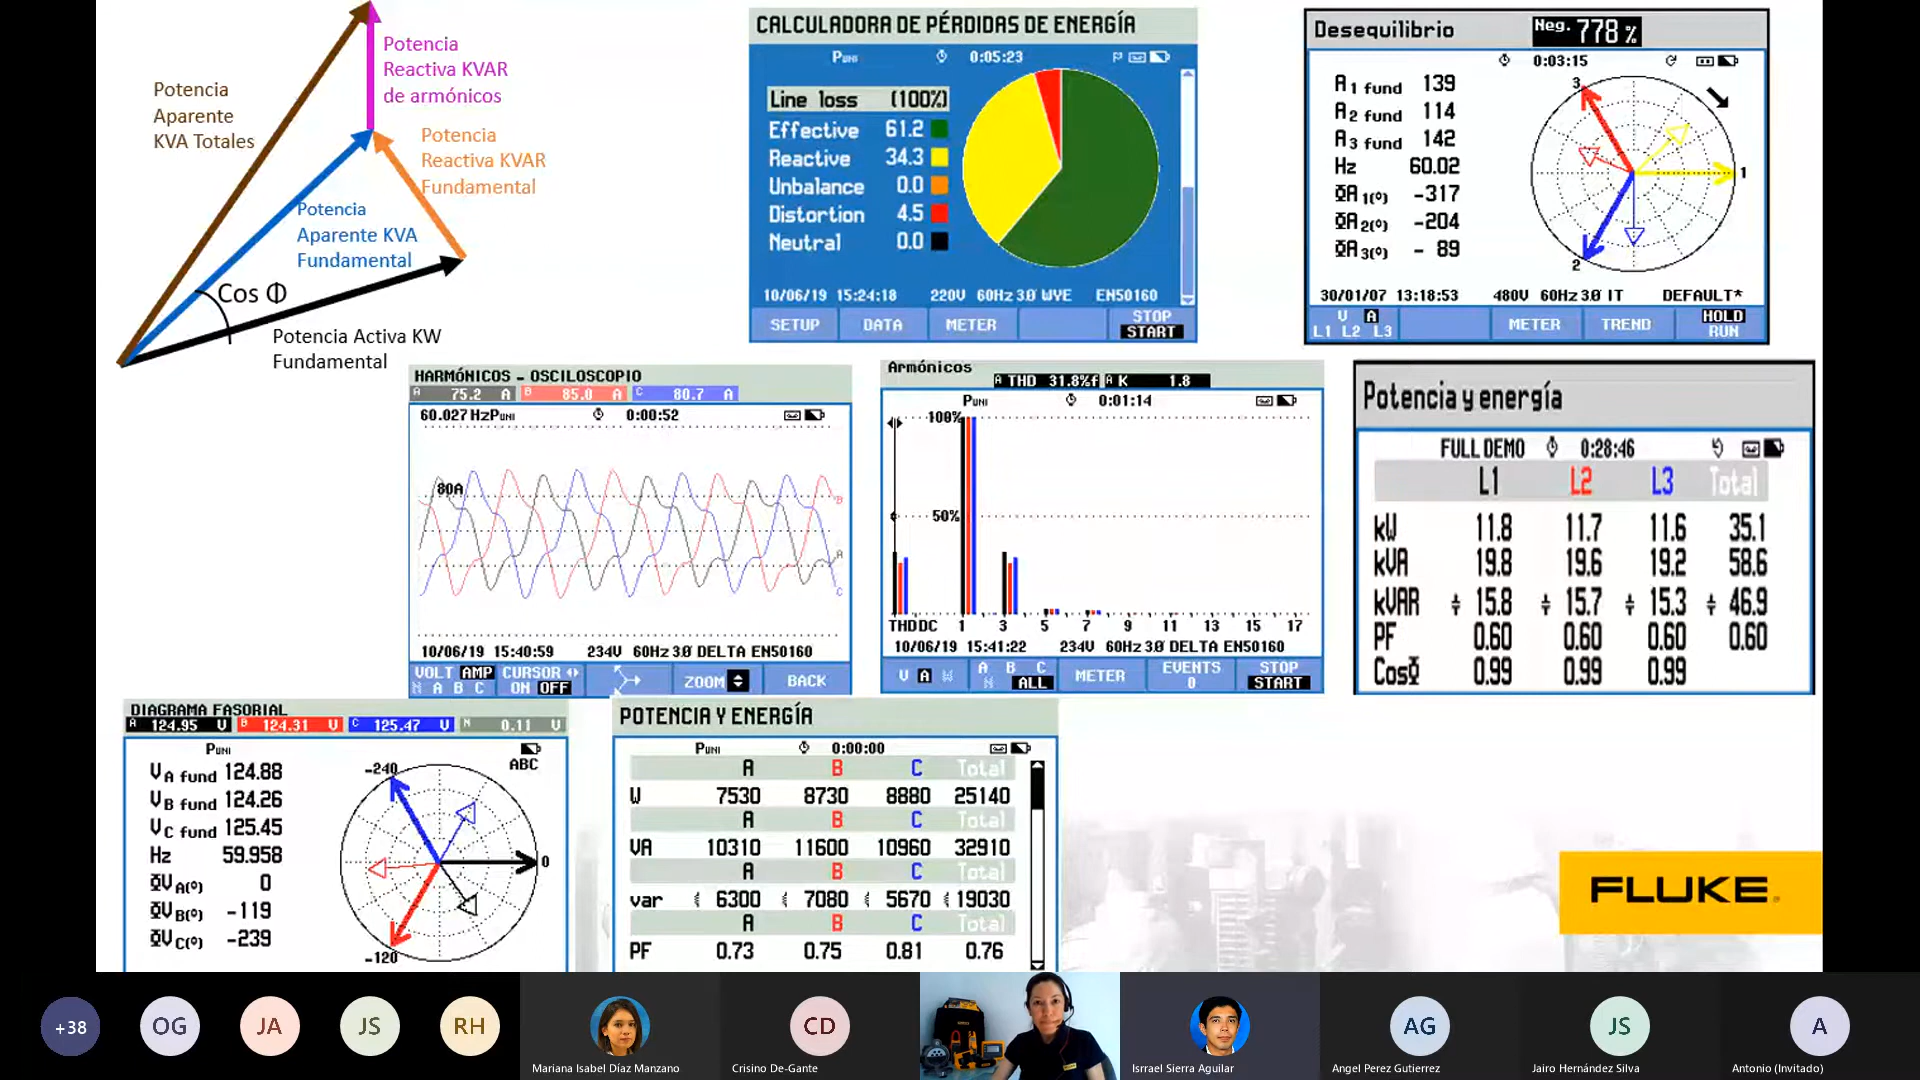 Potencia
Aparente
KVA Totales
Potencia
Reactiva KVAR
de armónicos
Potencia
Reactiva KVAR
Fundamental
Potencia
Aparente KVA
Fundamental
Cos Φ
Potencia Activa KW
Fundamental
CALCULADORA DE PÉRDIDAS DE ENERGÍA
PUNI 0:05:23
Line loss (100%)
Effective 61.2
Reactive 34.3
Unbalance 0.0
Distortion 4.5
Neutral 0.0
10/06/19 15:24:18 220V 60Hz 3Ø WYE EN50160
SETUP DATA METER STOP
START
Desequilibrio Neg. 778 %
0:03:15
A1 fund 139
A2 fund 114
A3 fund 142
Hz 60.02
ΦA1(°) -317
ΦA2(°) -204
ΦA3(°) - 89
3
1
2
30/01/07 13:18:53 480V 60Hz 3Ø IT DEFAULT*
V A HOLD
L1 L2 L3 METER TREND RUN
HARMÓNICOS - OSCILOSCOPIO
A 75.2 A B 85.0 A C 80.7 A
60.027 Hz PUNI 0:00:52
80A
B
A
C
10/06/19 15:40:59 234V 60Hz 3Ø DELTA EN50160
VOLT AMP CURSOR
N A B C ON OFF ZOOM BACK
Armónicos
A THD 31.8%f A K 1.8
PUNI 0:01:14
100%
50%
THDDC 1 3 5 7 9 11 13 15 17
10/06/19 15:41:22 234V 60Hz 3Ø DELTA EN50160
V A W A B C METER EVENTS STOP
N ALL 0 START
Potencia y energía
FULL DEMO 0:28:46
L1 L2 L3 Total
kW 11.8 11.7 11.6 35.1
kVA 19.8 19.6 19.2 58.6
kVAR 15.8 15.7 15.3 46.9
PF 0.60 0.60 0.60 0.60
CosΦ 0.99 0.99 0.99
DIAGRAMA FASORIAL
A 124.95 V B 124.31 V C 125.47 V N 0.11 V
PUNI
ABC
VA fund 124.88
VB fund 124.26
VC fund 125.45
Hz 59.958
ΦVA(°) 0
ΦVB(°) -119
ΦVC(°) -239
-240
0
-120
POTENCIA Y ENERGÍA
PUNI 0:00:00
A B C Total
W 7530 8730 8880 25140
A B C Total
VA 10310 11600 10960 32910
A B C Total
var 6300 7080 5670 19030
A B C Total
PF 0.73 0.75 0.81 0.76
FLUKE
+38 OG JA JS RH CD AG JS A
Mariana Isabel Díaz Manzano
Crisino De-Gante
Isrrael Sierra Aguilar
Angel Perez Gutierrez
Jairo Hernández Silva
Antonio (Invitado)